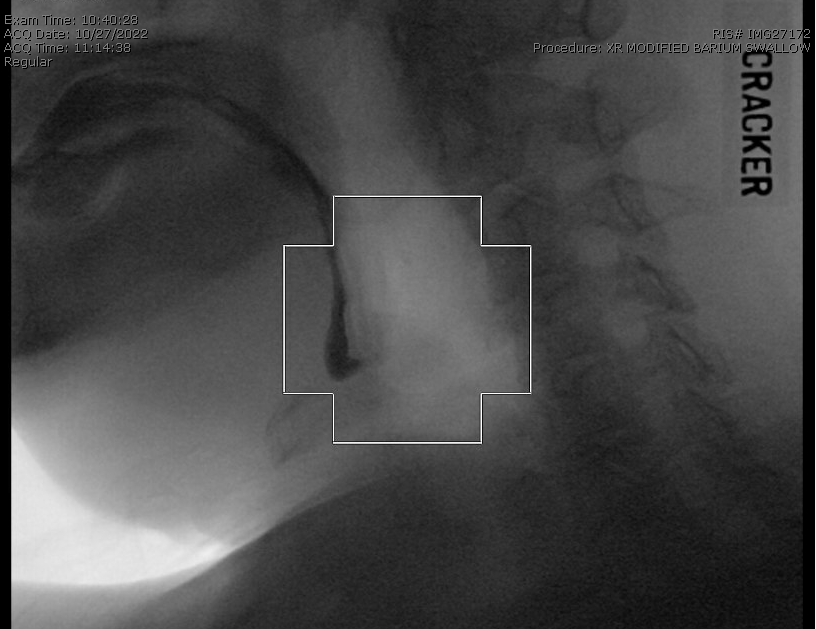 Exam Time: 10:40:28
ACQ Date: 10/27/2022
ACQ Time: 11:14:38
Regular
RIS# IMG27172
Procedure: XR MODIFIED BARIUM SWALLOW
CRACKER